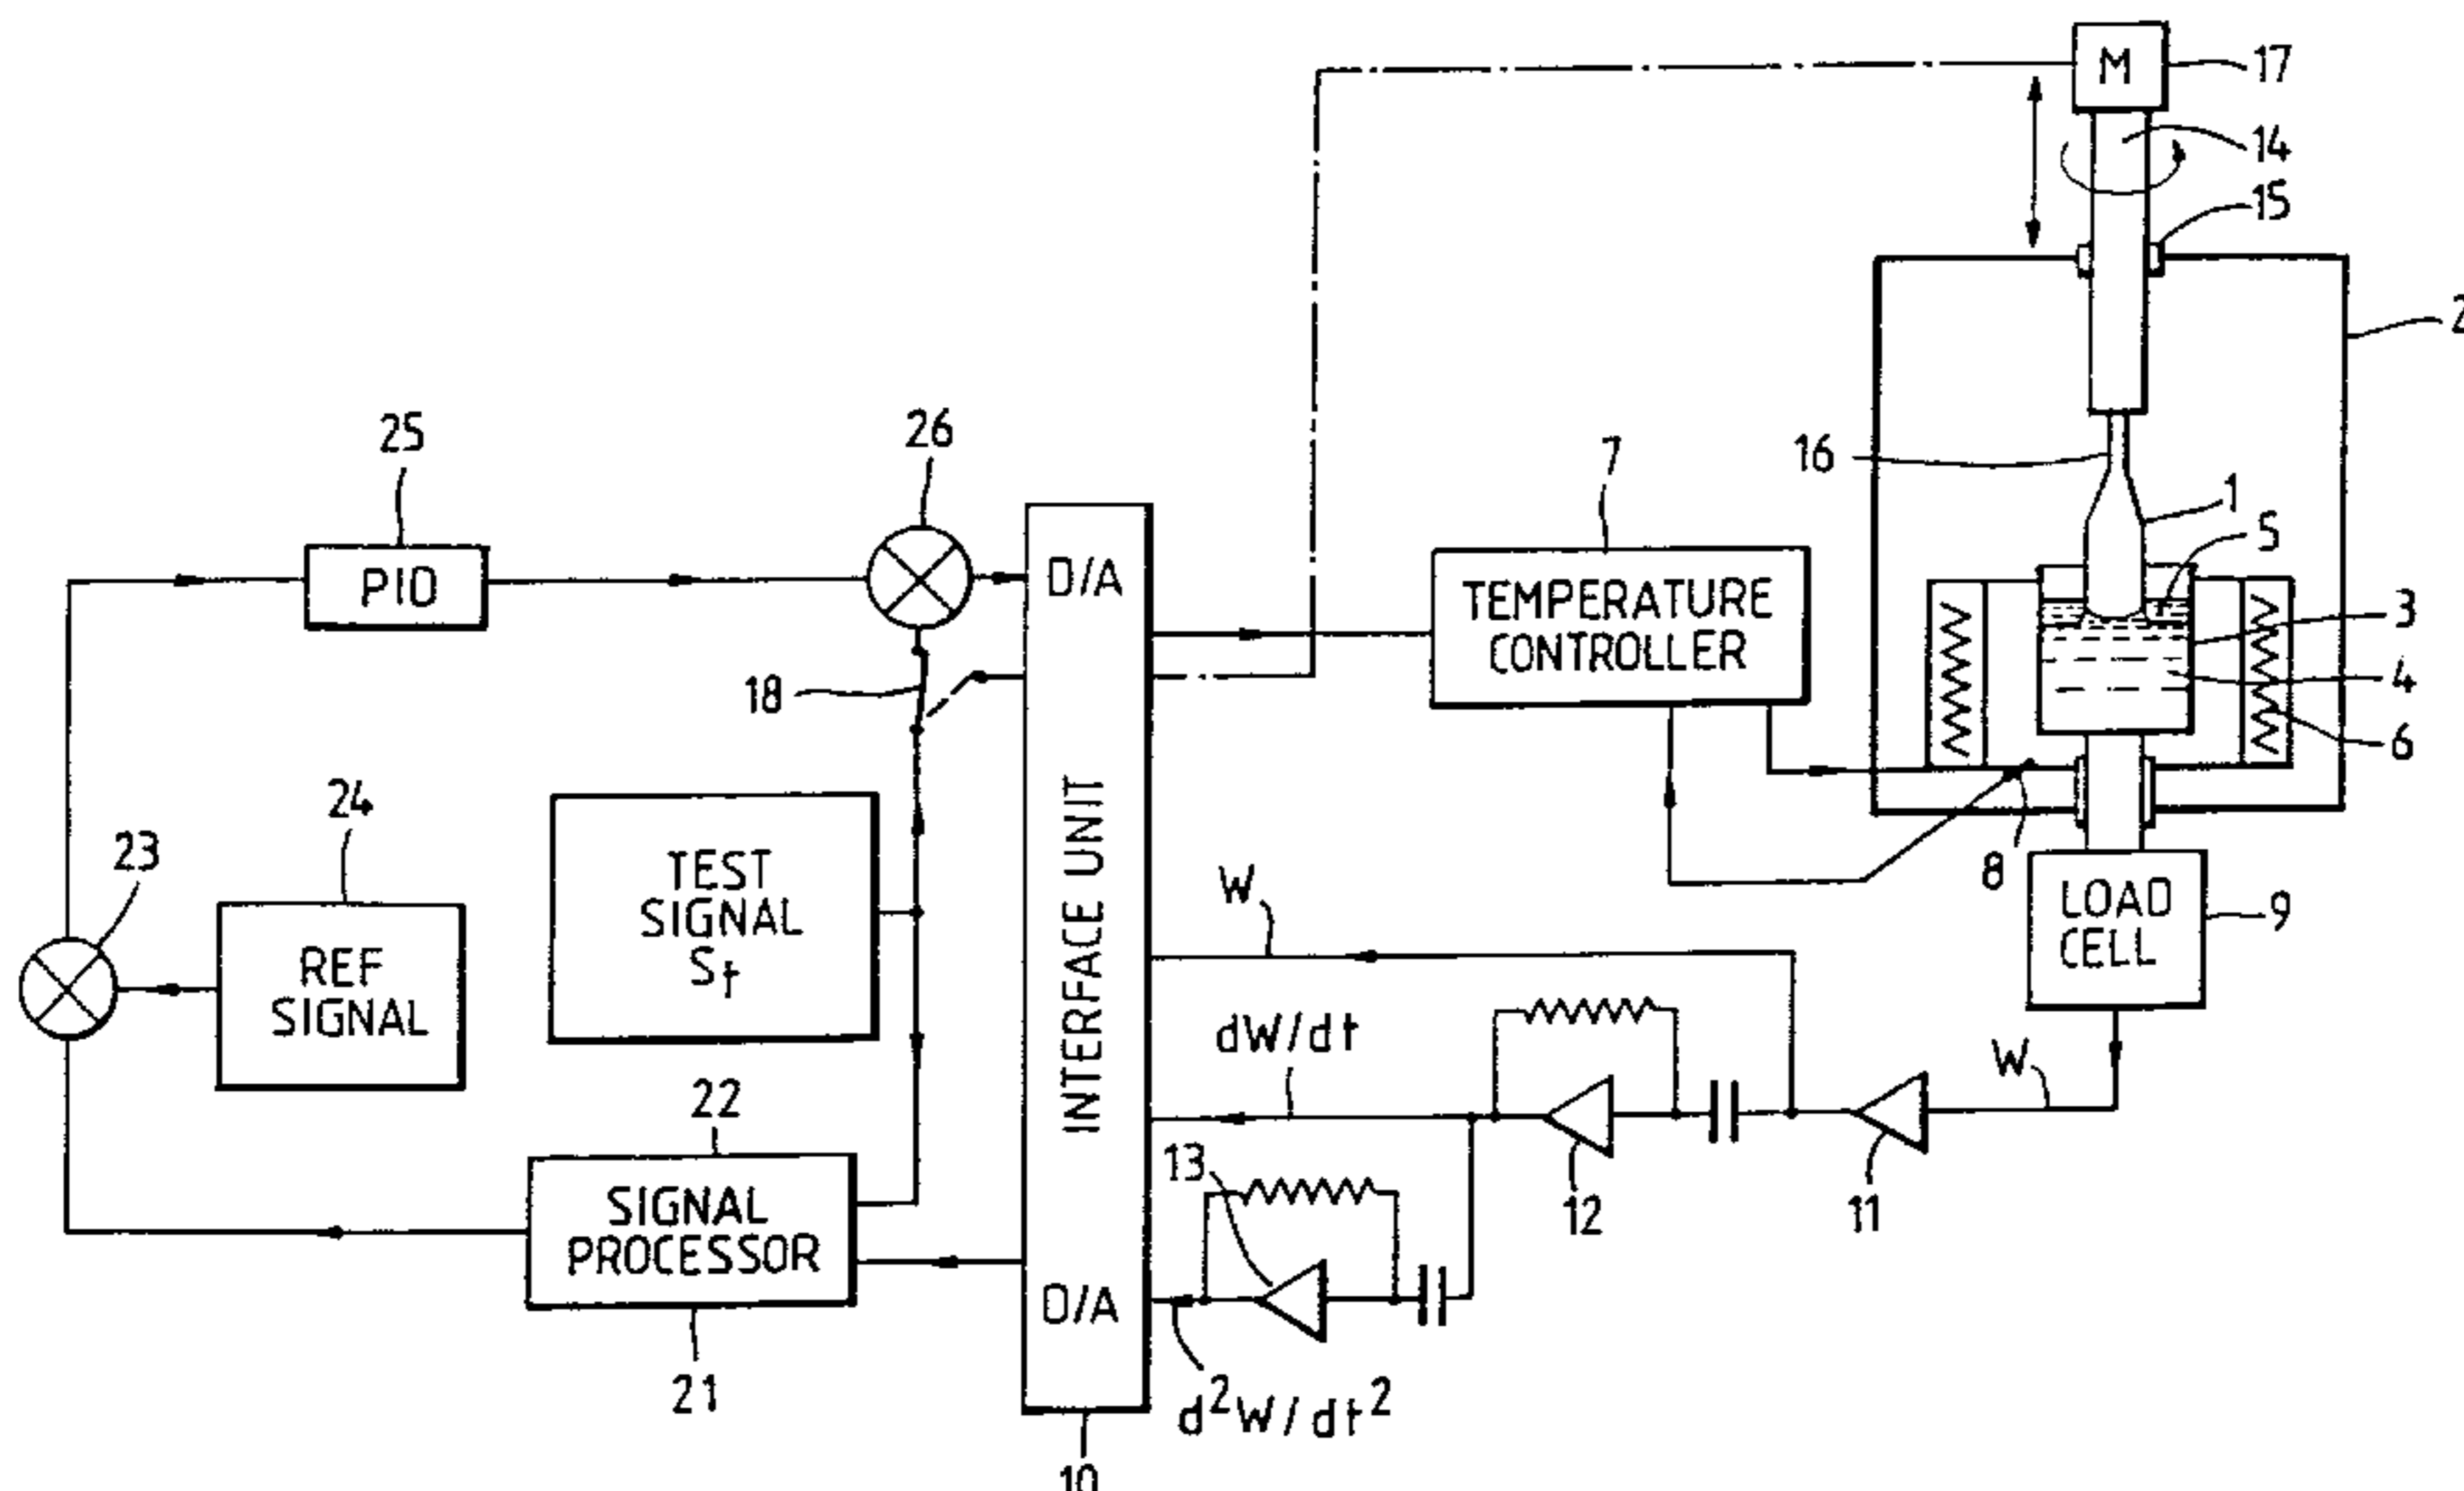 M
17
14
15
2
25
26
7
16
1
5
PID
D/A
TEMPERATURE
CONTROLLER
3
4
18
6
24
23
TEST
SIGNAL
Sf
INTERFACE UNIT
8
W
LOAD
CELL
9
REF
SIGNAL
dW/dt
W
22
13
12
11
SIGNAL
PROCESSOR
D/A
21
d²W/dt²
10